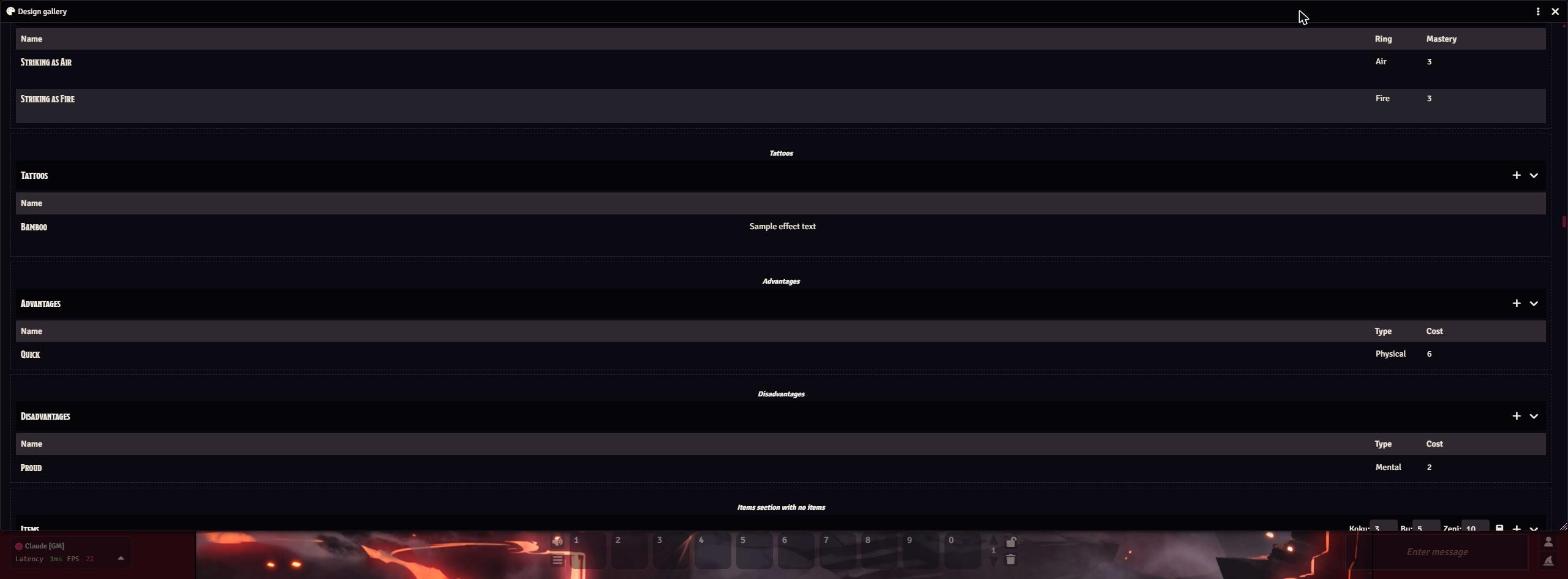 Design gallery
Name Ring Mastery
Striking as Air Air 3
Striking as Fire Fire 3
Tattoos
Tattoos
Name
Bamboo Sample effect text
Advantages
Advantages
Name Type Cost
Quick Physical 6
Disadvantages
Disadvantages
Name Type Cost
Proud Mental 2
Items section with no items
Items Koku: 3 Bu: 5 Zeni: 10
Claude [GM]
Latency 3ms FPS 22
1 2 3 4 5 6 7 8 9 0
1
Enter message